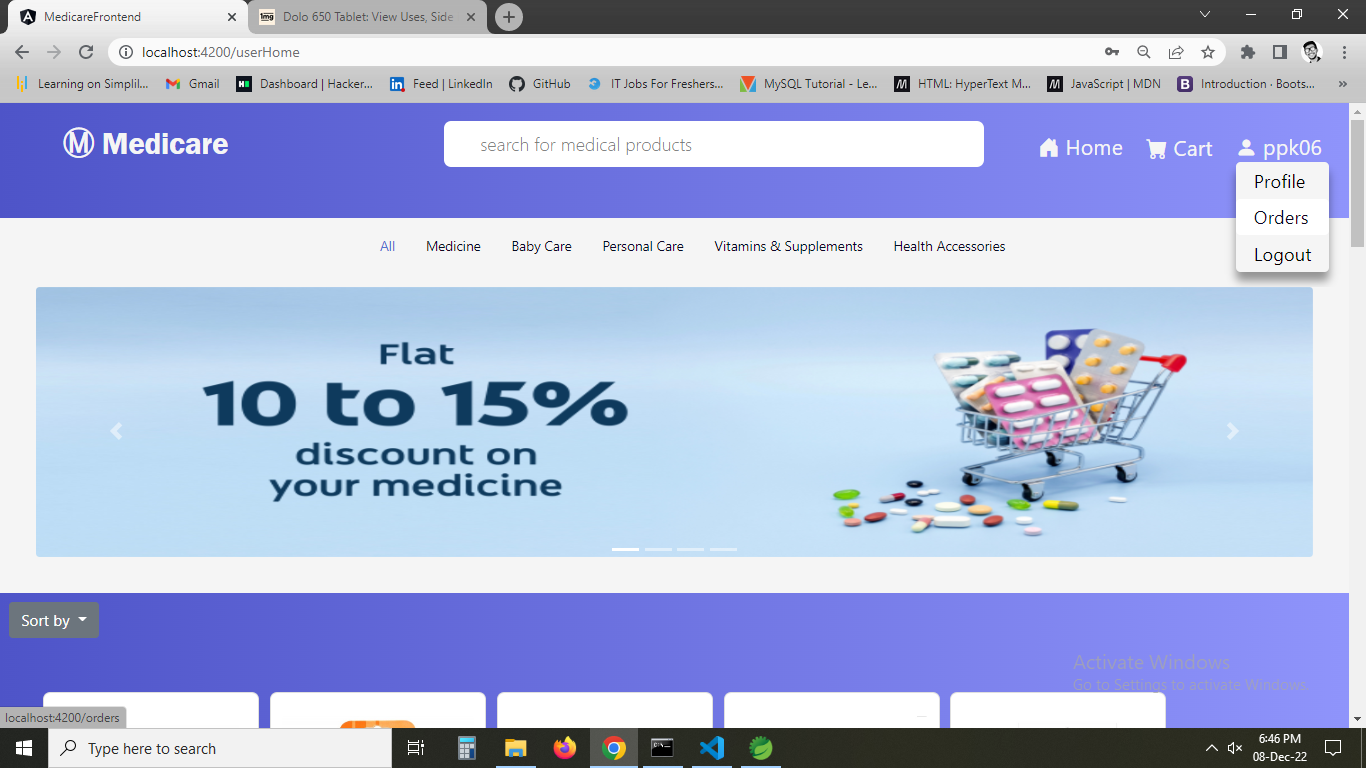 MedicareFrontend
1mg Dolo 650 Tablet: View Uses, Side
localhost:4200/userHome
Learning on Simplil... Gmail Dashboard | Hacker... Feed | LinkedIn GitHub IT Jobs For Freshers... MySQL Tutorial - Le... HTML: HyperText M... JavaScript | MDN Introduction · Boots...
M Medicare
search for medical products
Home Cart ppk06
Profile
Orders
Logout
All Medicine Baby Care Personal Care Vitamins & Supplements Health Accessories
Flat
10 to 15%
discount on
your medicine
Sort by
Activate Windows
Go to Settings to activate Windows.
localhost:4200/orders
Type here to search
6:46 PM
08-Dec-22